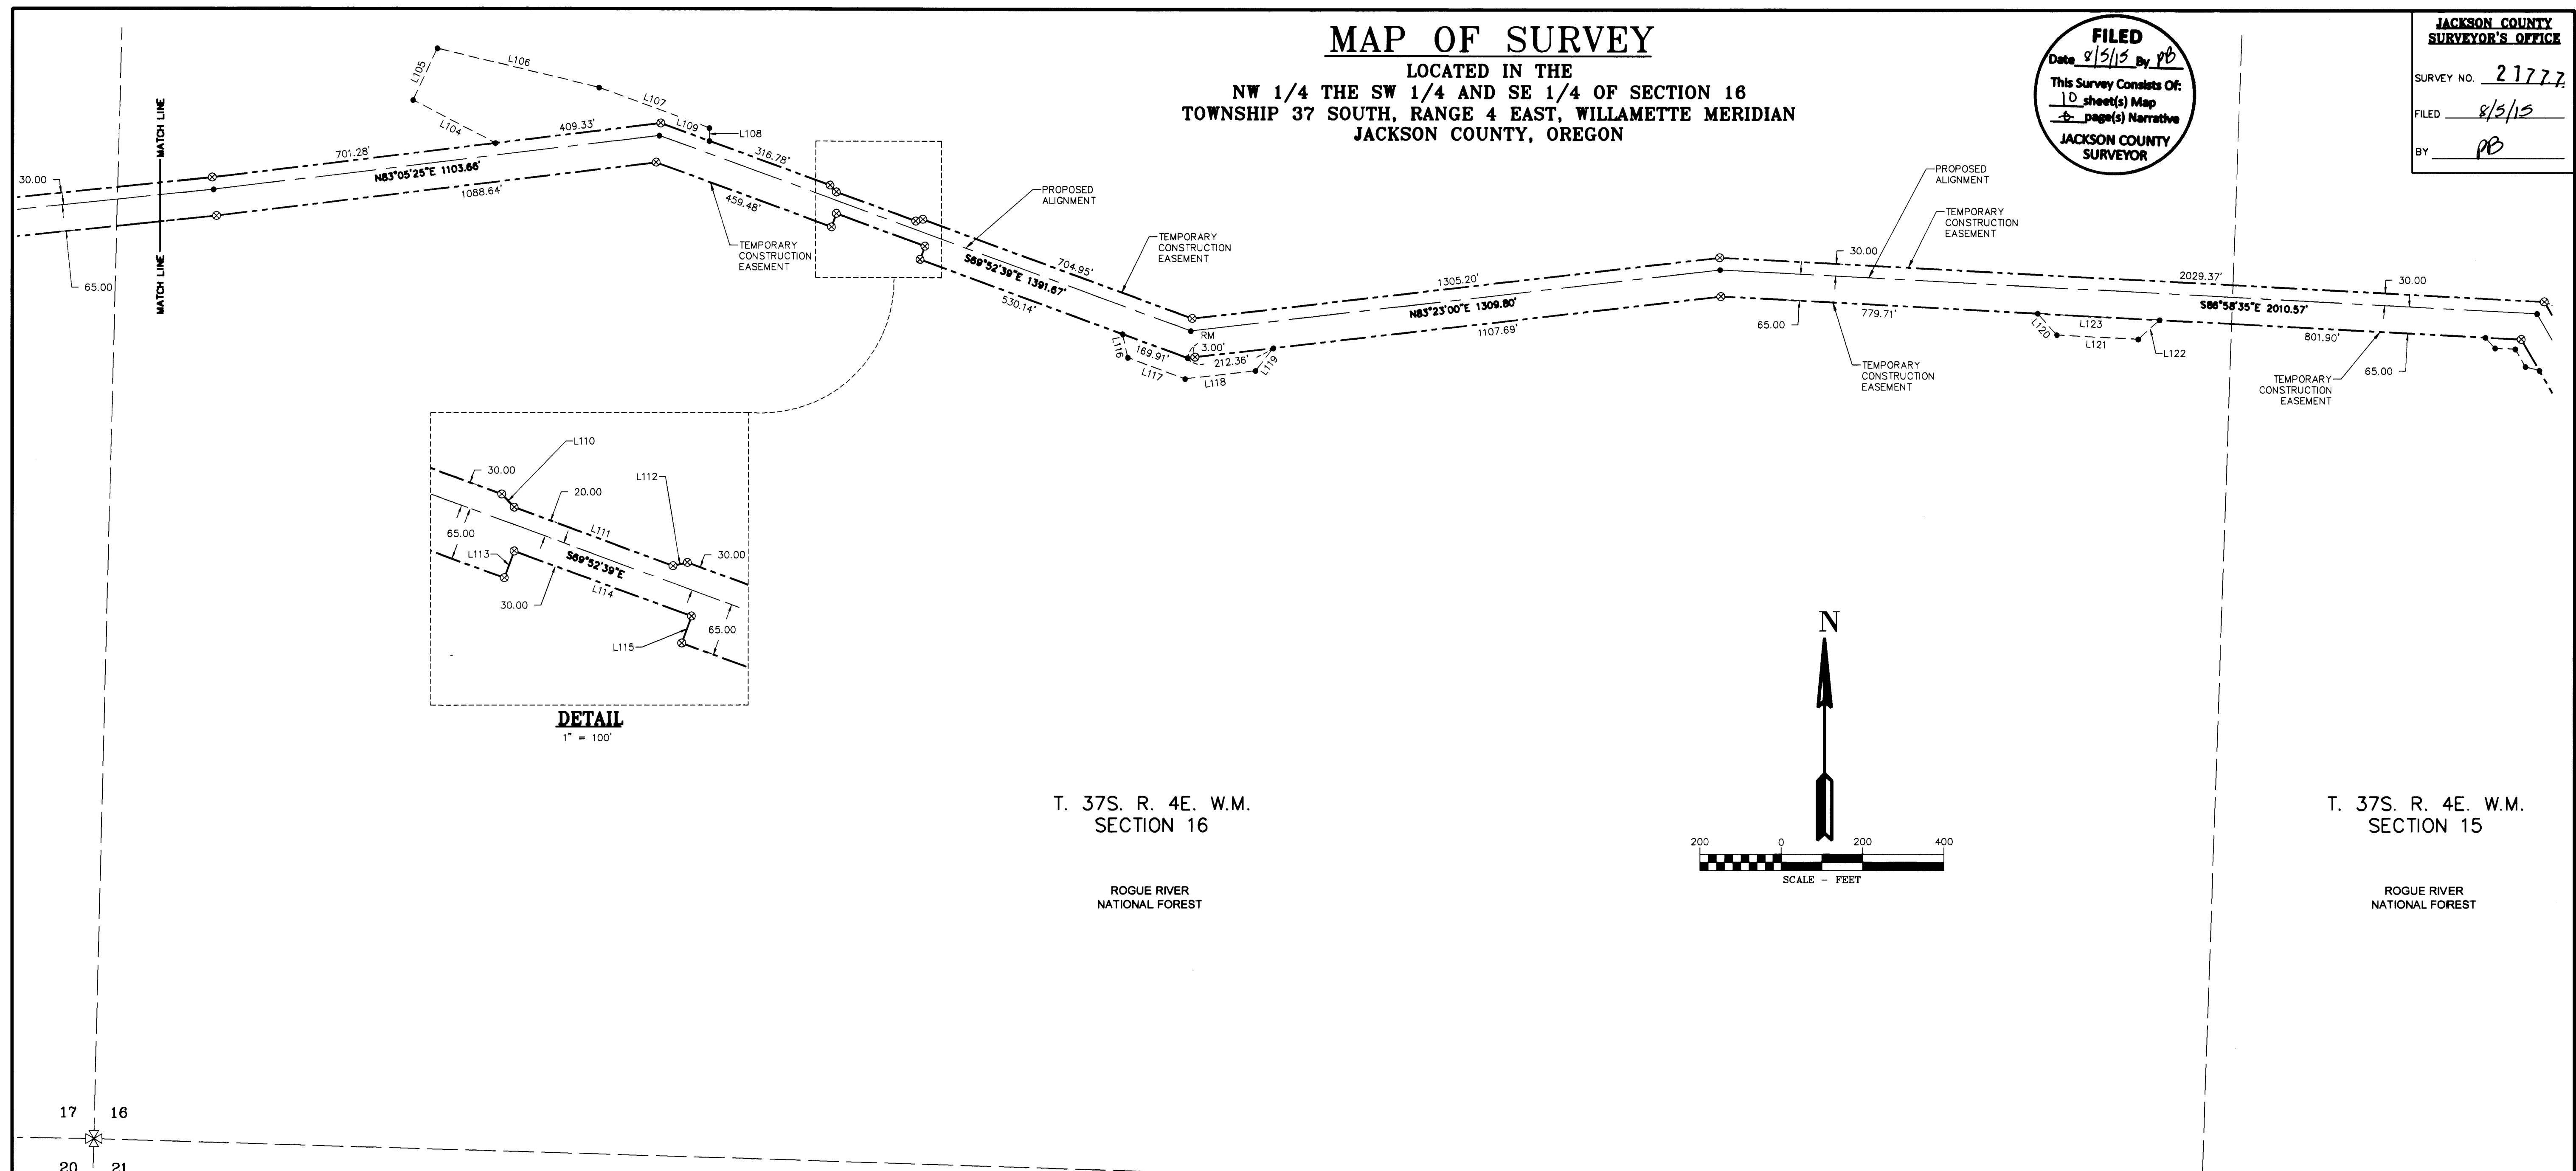 MAP OF SURVEY
LOCATED IN THE
NW 1/4 THE SW 1/4 AND SE 1/4 OF SECTION 16
TOWNSHIP 37 SOUTH, RANGE 4 EAST, WILLAMETTE MERIDIAN
JACKSON COUNTY, OREGON
FILED
Date 8/5/15 By PB
This Survey Consists Of:
10 sheet(s) Map
page(s) Narrative
JACKSON COUNTY
SURVEYOR
JACKSON COUNTY
SURVEYOR'S OFFICE
SURVEY NO. 21777
FILED 8/5/15
BY PB
MATCH LINE
MATCH LINE
MATCH LINE
MATCH LINE
30.00
65.00
701.28'
409.33'
N83°05'25"E 1103.66'
1088.64'
L104
L105
L106
L107
L108
L109
316.78'
459.48'
TEMPORARY
CONSTRUCTION
EASEMENT
PROPOSED
ALIGNMENT
TEMPORARY
CONSTRUCTION
EASEMENT
704.95'
S69°52'39"E 1391.67'
530.14'
L116
169.91'
L117
RM
3.00'
212.36'
L118
L119
1305.20'
N83°23'00"E 1309.80'
1107.69'
PROPOSED
ALIGNMENT
TEMPORARY
CONSTRUCTION
EASEMENT
30.00
65.00
779.71'
TEMPORARY
CONSTRUCTION
EASEMENT
2029.37'
30.00
S86°58'35"E 2010.57'
L120
L123
L121
L122
801.90'
65.00
TEMPORARY
CONSTRUCTION
EASEMENT
L110
30.00
20.00
L112
L111
65.00
L113
S69°52'39"E
30.00
30.00
L114
65.00
L115
DETAIL
1" = 100'
N
200 0 200 400
SCALE - FEET
T. 37S. R. 4E. W.M.
SECTION 16
ROGUE RIVER
NATIONAL FOREST
T. 37S. R. 4E. W.M.
SECTION 15
ROGUE RIVER
NATIONAL FOREST
17 16
20 21